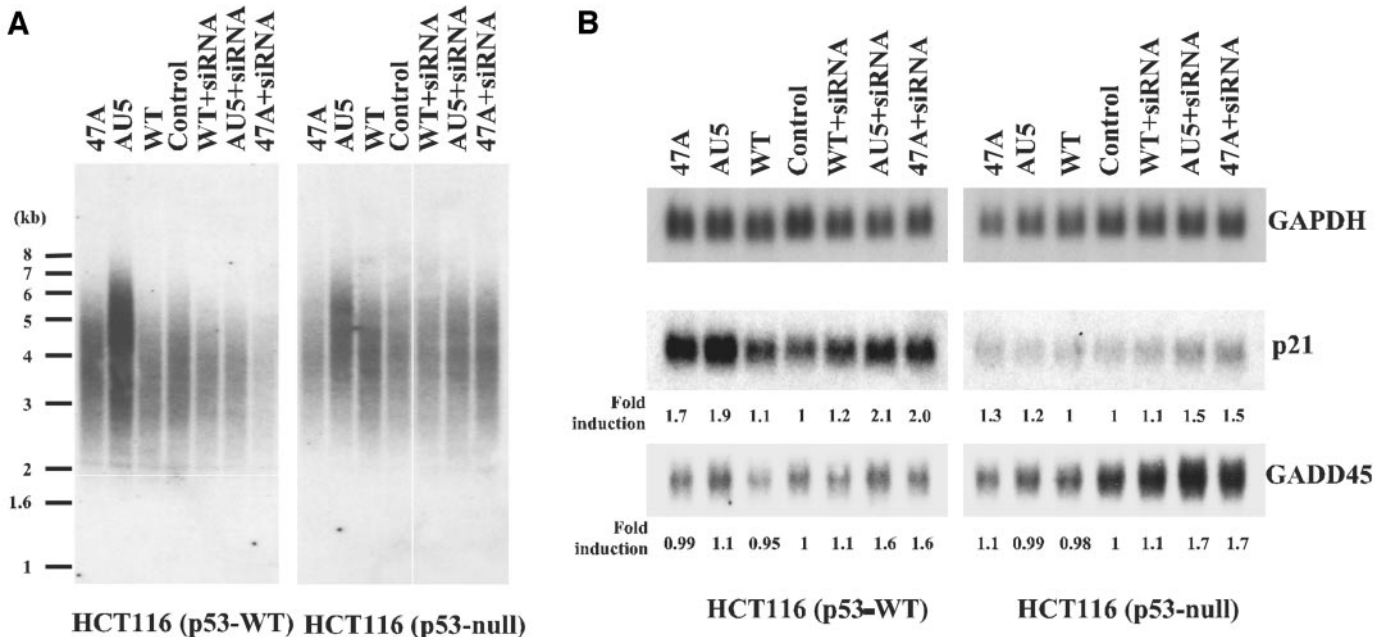 A
47A AU5 WT Control WT+siRNA AU5+siRNA 47A+siRNA 47A AU5 WT Control WT+siRNA AU5+siRNA 47A+siRNA
(kb)
8
7
6
5
4
3
2
1.6
1
HCT116 (p53-WT) HCT116 (p53-null)
B
47A AU5 WT Control WT+siRNA AU5+siRNA 47A+siRNA 47A AU5 WT Control WT+siRNA AU5+siRNA 47A+siRNA
GAPDH
p21
Fold
induction 1.7 1.9 1.1 1 1.2 2.1 2.0 1.3 1.2 1 1 1.1 1.5 1.5
GADD45
Fold
induction 0.99 1.1 0.95 1 1.1 1.6 1.6 1.1 0.99 0.98 1 1.1 1.7 1.7
HCT116 (p53-WT) HCT116 (p53-null)